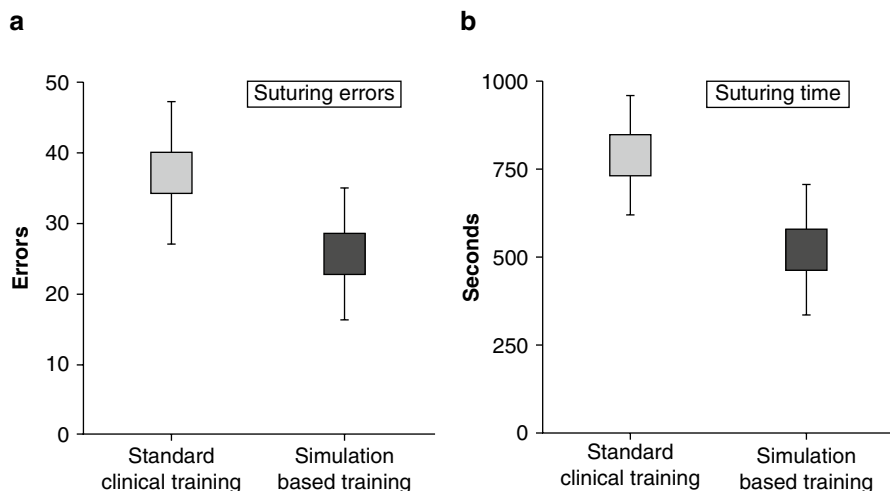 a
Suturing errors
Errors
50
40
30
20
10
0
Standard
clinical training
Simulation
based training
b
Suturing time
Seconds
1000
750
500
250
0
Standard
clinical training
Simulation
based training